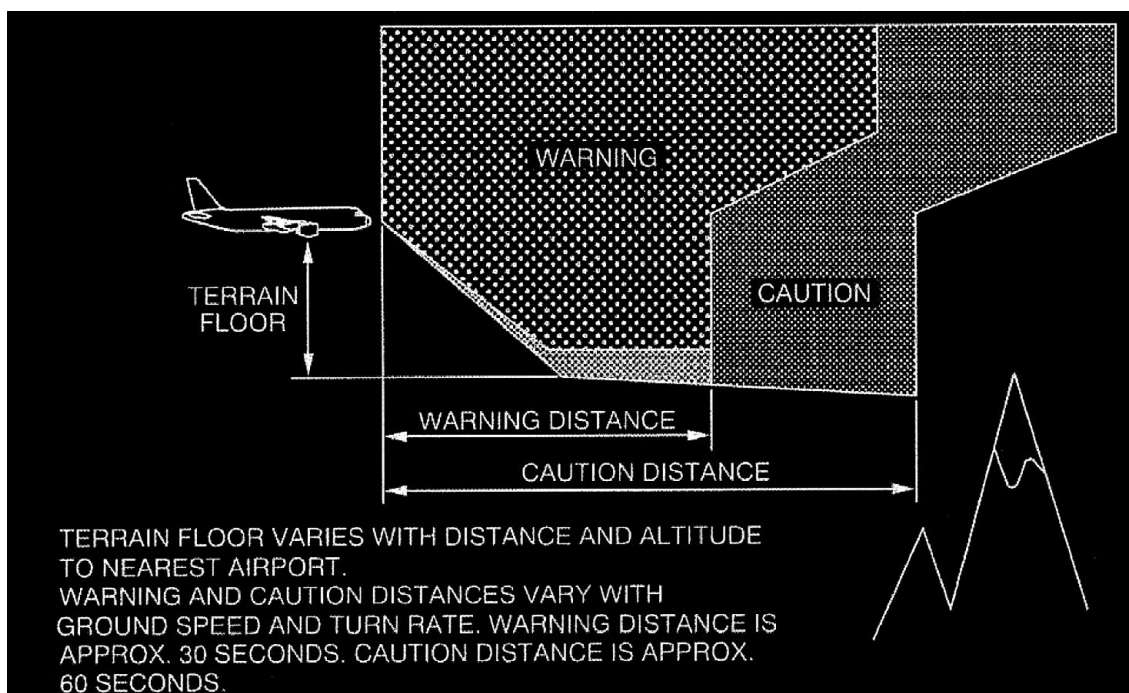 WARNING
TERRAIN
FLOOR
CAUTION
WARNING DISTANCE
CAUTION DISTANCE
TERRAIN FLOOR VARIES WITH DISTANCE AND ALTITUDE
TO NEAREST AIRPORT.
WARNING AND CAUTION DISTANCES VARY WITH
GROUND SPEED AND TURN RATE. WARNING DISTANCE IS
APPROX. 30 SECONDS. CAUTION DISTANCE IS APPROX.
60 SECONDS.